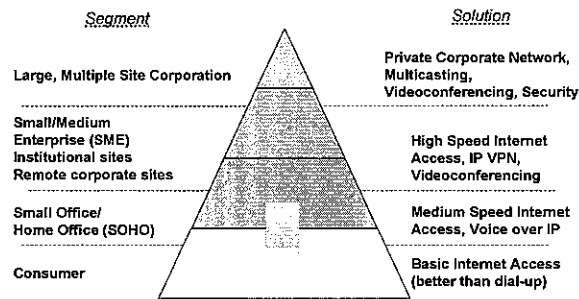 Segment
Solution
Large, Multiple Site Corporation
Private Corporate Network,
Multicasting,
Videoconferencing, Security
Small/Medium
Enterprise (SME)
Institutional sites
Remote corporate sites
High Speed Internet
Access, IP VPN,
Videoconferencing
Small Office/
Home Office (SOHO)
Medium Speed Internet
Access, Voice over IP
Consumer
Basic Internet Access
(better than dial-up)